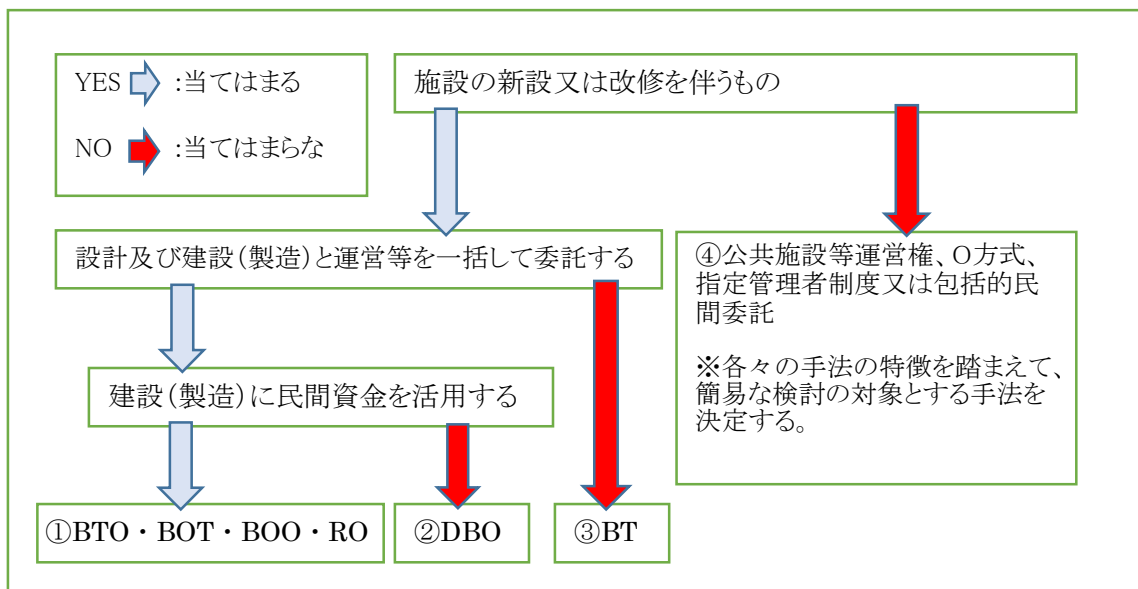 YES :当てはまる
NO :当てはまらな
施設の新設又は改修を伴うもの
設計及び建設(製造)と運営等を一括して委託する
④公共施設等運営権、O方式、
指定管理者制度又は包括的民
間委託
※各々の手法の特徴を踏まえて、
簡易な検討の対象とする手法を
決定する。
建設(製造)に民間資金を活用する
①BTO・BOT・BOO・RO
②DBO
③BT